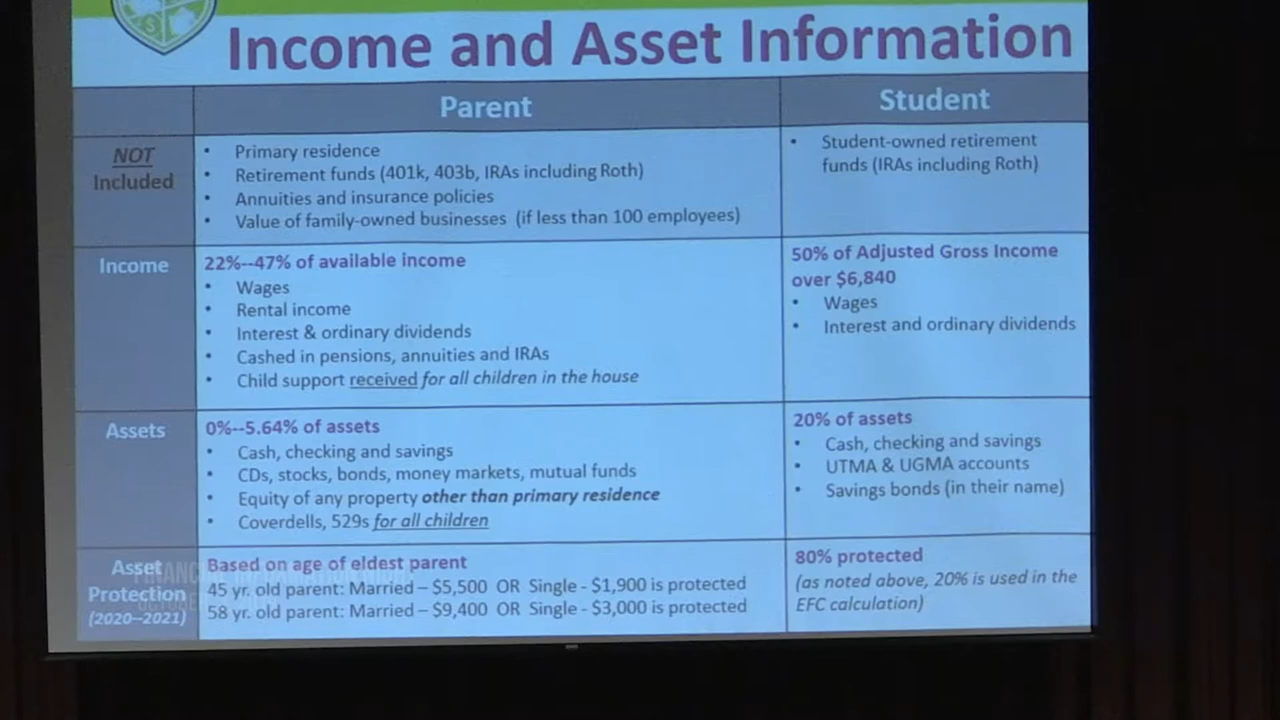 Income and Asset Information
Parent
Student
NOT
Included
• Primary residence
• Retirement funds (401k, 403b, IRAs including Roth)
• Annuities and insurance policies
• Value of family-owned businesses (if less than 100 employees)
• Student-owned retirement
funds (IRAs including Roth)
Income
22%--47% of available income
• Wages
• Rental income
• Interest & ordinary dividends
• Cashed in pensions, annuities and IRAs
• Child support received for all children in the house
50% of Adjusted Gross Income
over $6,840
• Wages
• Interest and ordinary dividends
Assets
0%--5.64% of assets
• Cash, checking and savings
• CDs, stocks, bonds, money markets, mutual funds
• Equity of any property other than primary residence
• Coverdells, 529s for all children
20% of assets
• Cash, checking and savings
• UTMA & UGMA accounts
• Savings bonds (in their name)
Asset
Protection
(2020--2021)
Based on age of eldest parent
45 yr. old parent: Married – $5,500 OR Single - $1,900 is protected
58 yr. old parent: Married – $9,400 OR Single - $3,000 is protected
80% protected
(as noted above, 20% is used in the
EFC calculation)